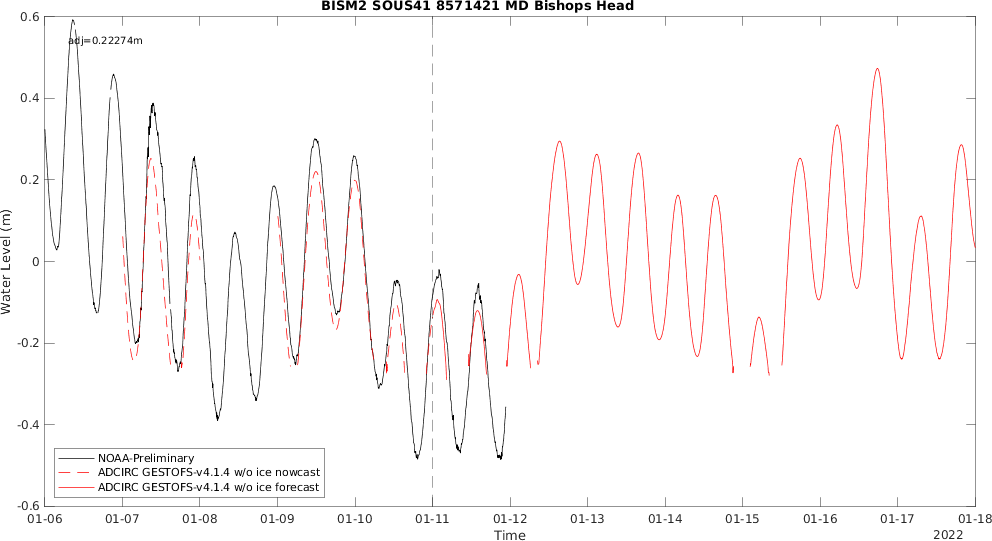 BISM2 SOUS41 8571421 MD Bishops Head
adj=0.22274m
0.6
0.4
0.2
0
-0.2
-0.4
-0.6
Water Level (m)
NOAA-Preliminary
ADCIRC GESTOFS-v4.1.4 w/o ice nowcast
ADCIRC GESTOFS-v4.1.4 w/o ice forecast
01-06 01-07 01-08 01-09 01-10 01-11 01-12 01-13 01-14 01-15 01-16 01-17 01-18
Time
2022